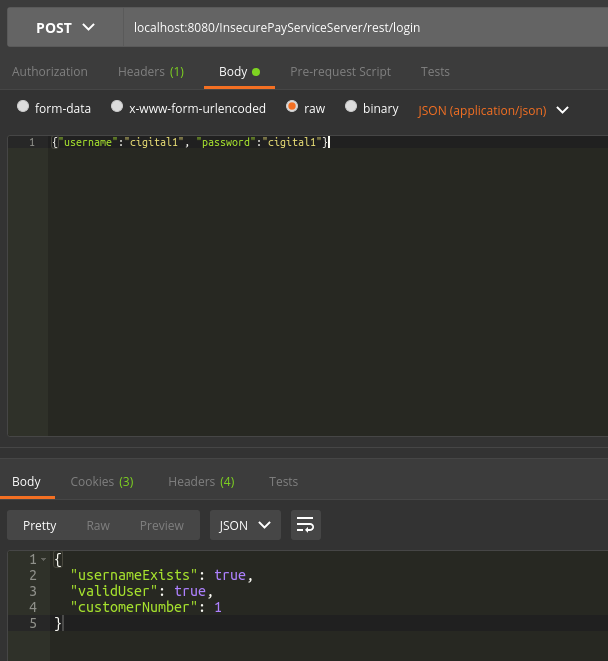 POST localhost:8080/InsecurePayServiceServer/rest/login
Authorization Headers (1) Body Pre-request Script Tests
form-data x-www-form-urlencoded raw binary JSON (application/json)
1 {"username":"cigital1", "password":"cigital1"}
Body Cookies (3) Headers (4) Tests
Pretty Raw Preview JSON
1 {
2 "usernameExists": true,
3 "validUser": true,
4 "customerNumber": 1
5 }